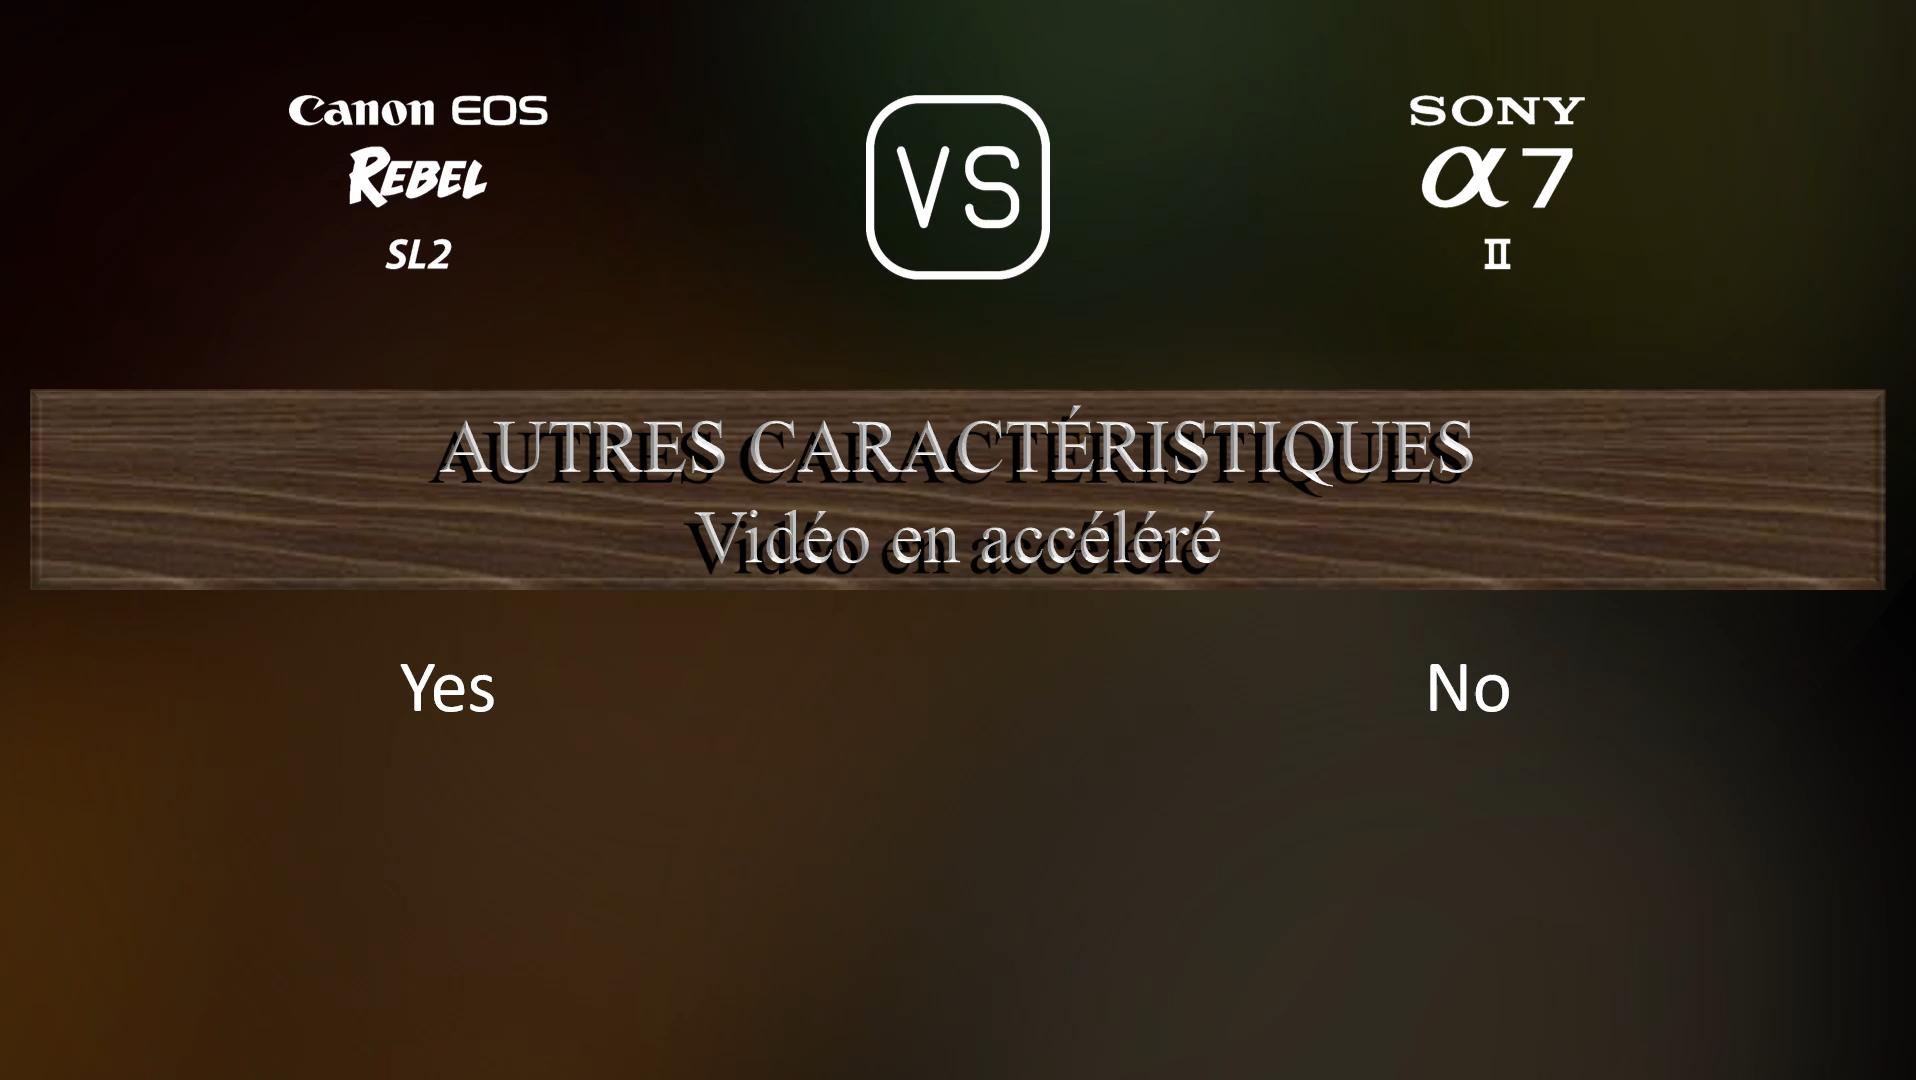 Canon EOS
REBEL
SL2
VS
SONY
α7
II
AUTRES CARACTÉRISTIQUES
Vidéo en accéléré
Yes
No